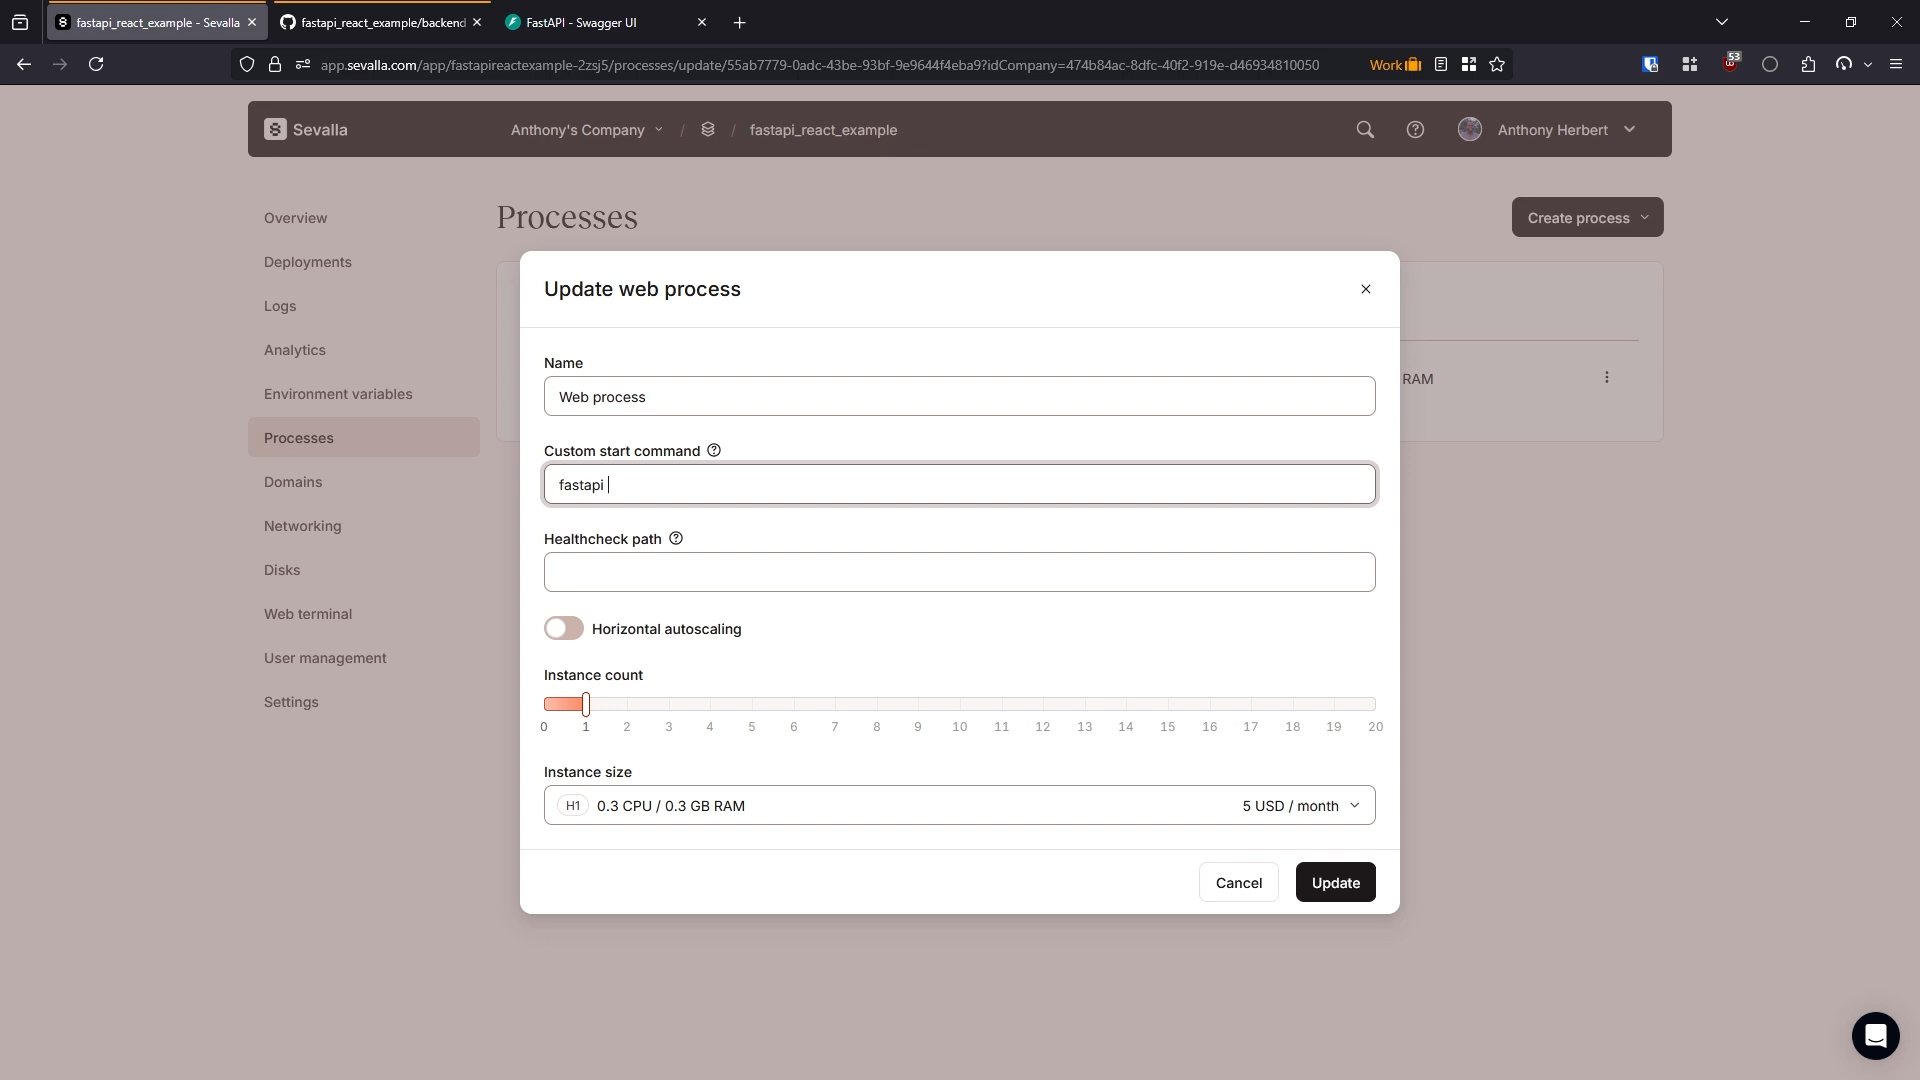 fastapi_react_example - Sevalla
fastapi_react_example/backend
FastAPI - Swagger UI
app.sevalla.com/app/fastapireactexample-2zsj5/processes/update/55ab7779-0adc-43be-93bf-9e9644f4eba9?idCompany=474b84ac-8dfc-40f2-919e-d46934810050
Work
53
Sevalla
Anthony's Company / / fastapi_react_example
Anthony Herbert
Overview
Deployments
Logs
Analytics
Environment variables
Processes
Domains
Networking
Disks
Web terminal
User management
Settings
Processes
Create process
RAM
Update web process
Name
Web process
Custom start command
fastapi
Healthcheck path
Horizontal autoscaling
Instance count
0 1 2 3 4 5 6 7 8 9 10 11 12 13 14 15 16 17 18 19 20
Instance size
H1 0.3 CPU / 0.3 GB RAM 5 USD / month
Cancel
Update